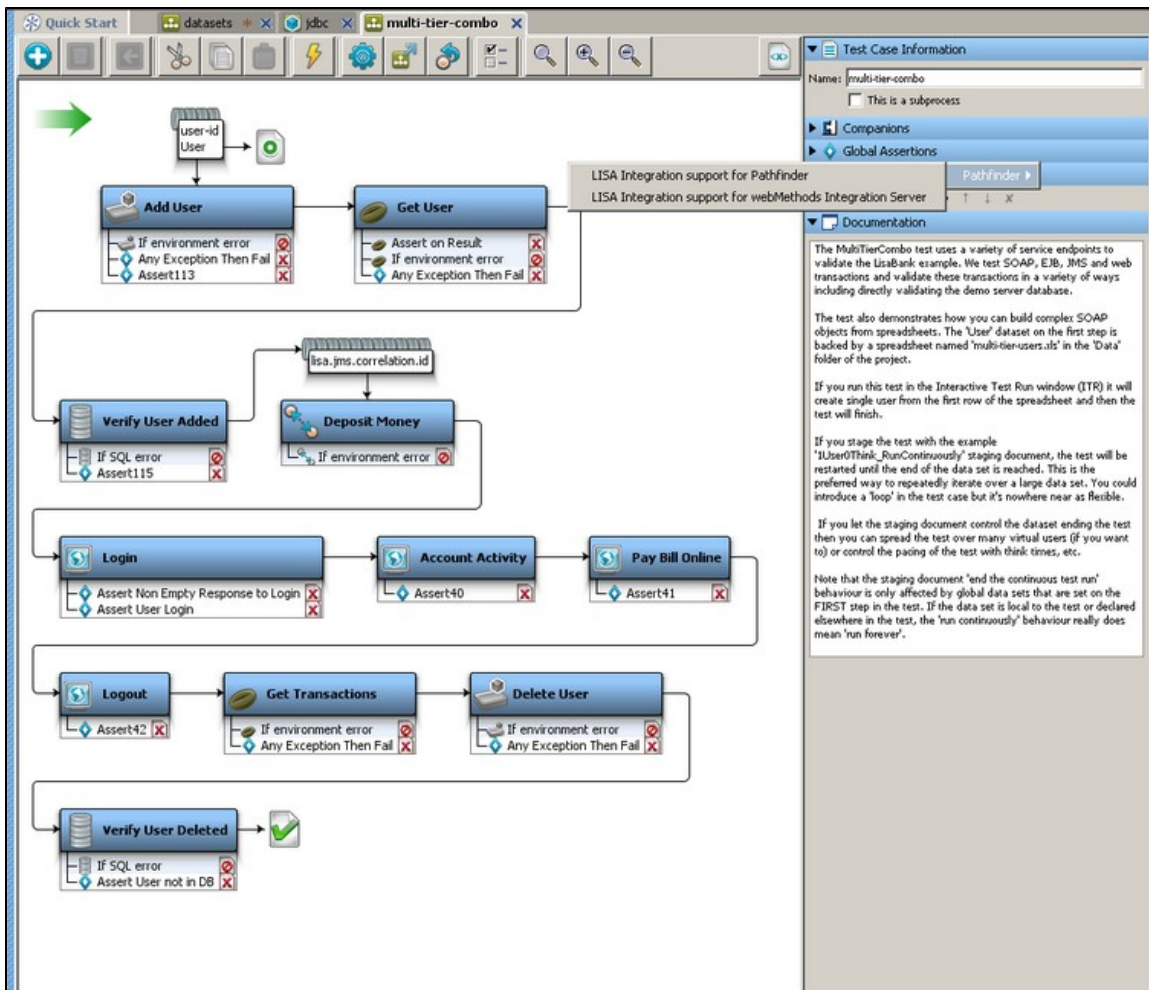 Quick Start
datasets
jdbc
multi-tier-combo
Test Case Information
Name: multi-tier-combo
This is a subprocess
Companions
Global Assertions
Pathfinder
LISA Integration support for Pathfinder
LISA Integration support for webMethods Integration Server
user-id
User
Add User
If environment error
Any Exception Then Fail
Assert113
Get User
Assert on Result
If environment error
Any Exception Then Fail
lisa.jms.correlation.id
Verify User Added
If SQL error
Assert115
Deposit Money
If environment error
Login
Assert Non Empty Response to Login
Assert User Login
Account Activity
Assert40
Pay Bill Online
Assert41
Logout
Assert42
Get Transactions
If environment error
Any Exception Then Fail
Delete User
If environment error
Any Exception Then Fail
Verify User Deleted
If SQL error
Assert User not in DB
Documentation
The MultiTierCombo test uses a variety of service endpoints to
validate the LisaBank example. We test SOAP, EJB, JMS and web
transactions and validate these transactions in a variety of ways
including directly validating the demo server database.
The test also demonstrates how you can build complex SOAP
objects from spreadsheets. The 'User' dataset on the first step is
backed by a spreadsheet named 'multi-tier-users.xls' in the 'Data'
folder of the project.
If you run this test in the Interactive Test Run window (ITR) it will
create single user from the first row of the spreadsheet and then the
test will finish.
If you stage the test with the example
'1User0Think_RunContinuously' staging document, the test will be
restarted until the end of the data set is reached. This is the
preferred way to repeatedly iterate over a large data set. You could
introduce a 'loop' in the test case but it's nowhere near as flexible.
If you let the staging document control the dataset ending the test
then you can spread the test over many virtual users (if you want
to) or control the pacing of the test with think times, etc.
Note that the staging document 'end the continuous test run'
behaviour is only affected by global data sets that are set on the
FIRST step in the test. If the data set is local to the test or declared
elsewhere in the test, the 'run continuously' behaviour really does
mean 'run forever'.